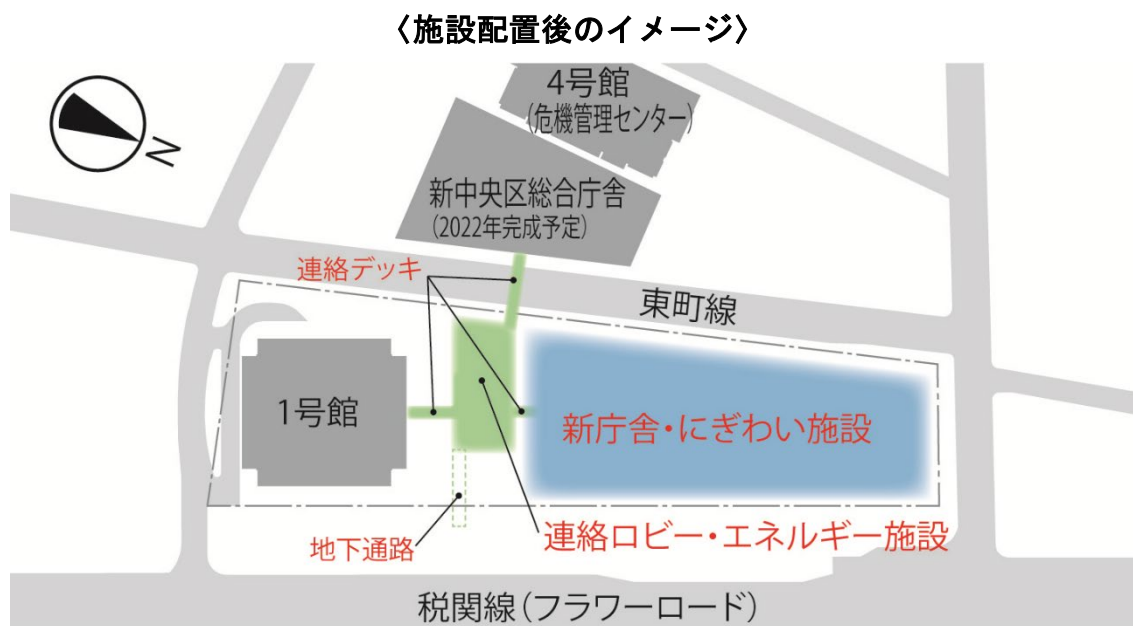 〈施設配置後のイメージ〉
N
4号館
(危機管理センター)
新中央区総合庁舎
(2022年完成予定)
連絡デッキ
東町線
1号館
新庁舎・にぎわい施設
連絡ロビー・エネルギー施設
地下通路
税関線(フラワーロード)